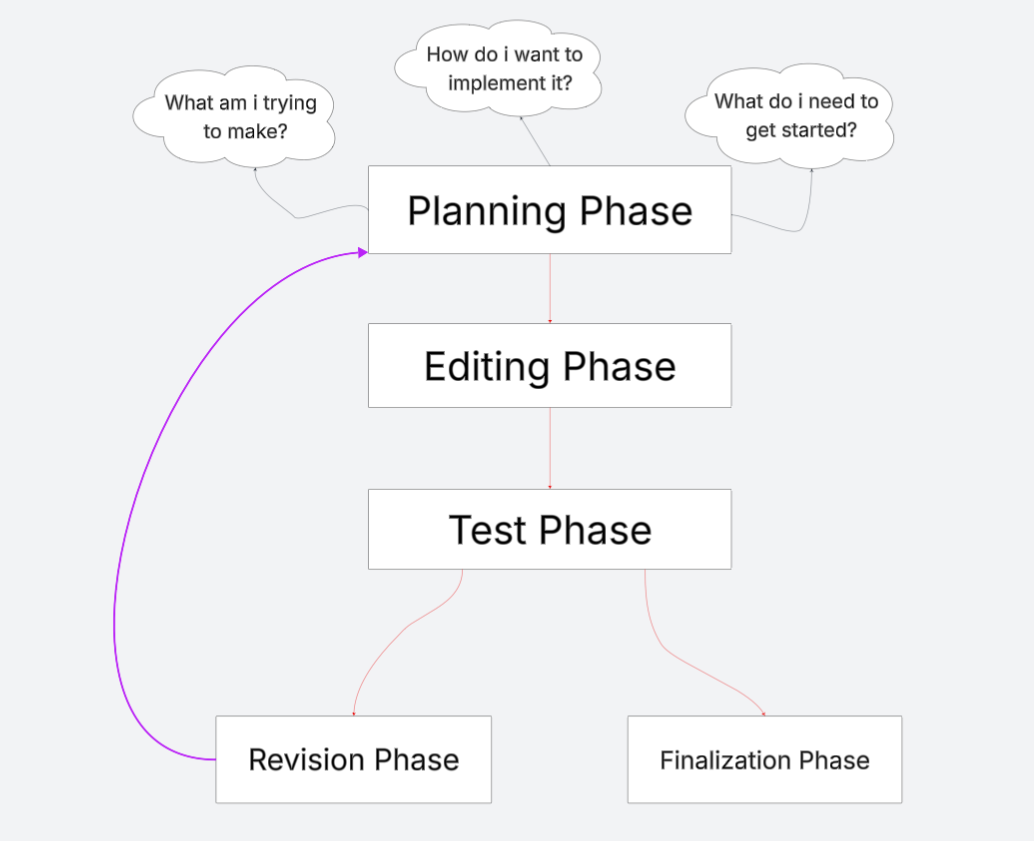 How do i want to
implement it?
What am i trying
to make?
What do i need to
get started?
Planning Phase
Editing Phase
Test Phase
Revision Phase
Finalization Phase